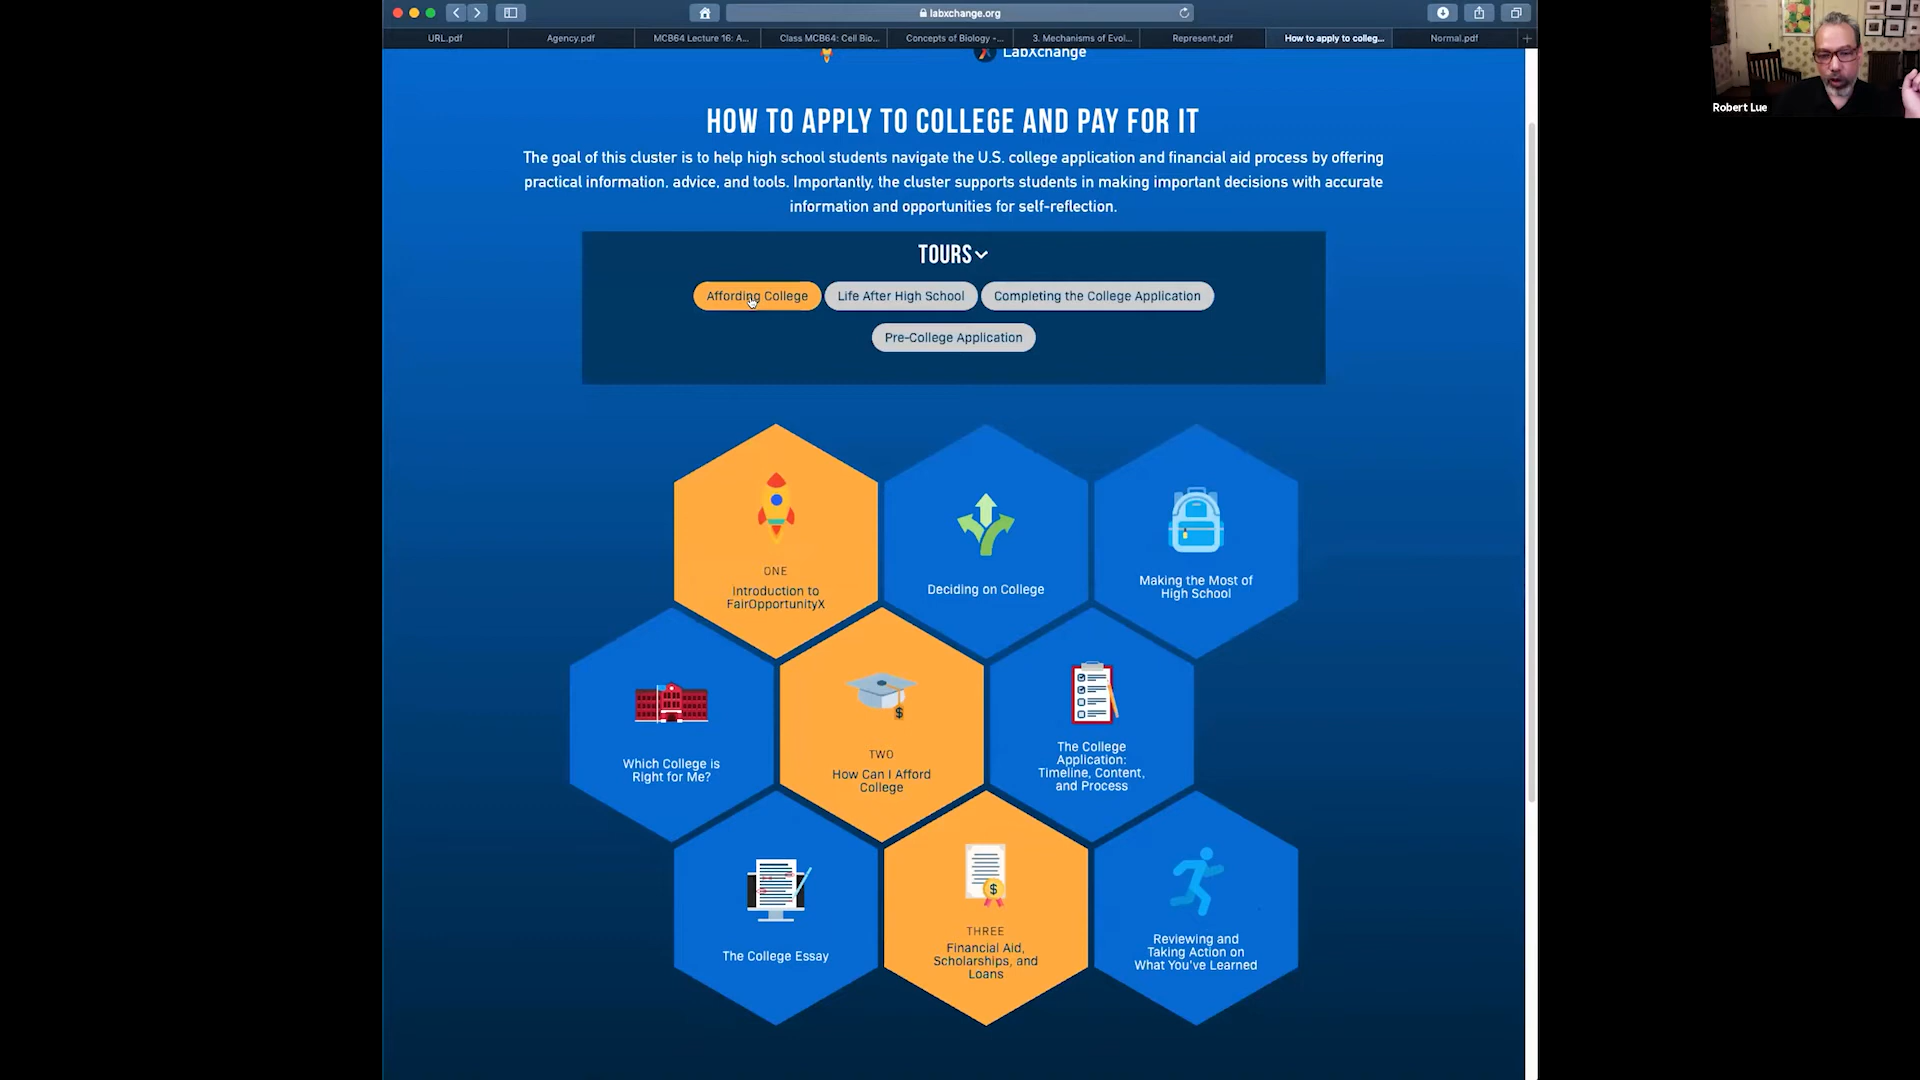 labxchange.org
URL.pdf
Agency.pdf
MCB64 Lecture 16: A...
Class MCB64: Cell Bio...
Concepts of Biology -...
3. Mechanisms of Evol...
Represent.pdf
How to apply to colleg...
Normal.pdf
Robert Lue
LabXchange
HOW TO APPLY TO COLLEGE AND PAY FOR IT
The goal of this cluster is to help high school students navigate the U.S. college application and financial aid process by offering
practical information, advice, and tools. Importantly, the cluster supports students in making important decisions with accurate
information and opportunities for self-reflection.
TOURS
Affording College
Life After High School
Completing the College Application
Pre-College Application
ONE
Introduction to
FairOpportunityX
Deciding on College
Making the Most of
High School
Which College is
Right for Me?
TWO
How Can I Afford
College
The College
Application:
Timeline, Content,
and Process
The College Essay
THREE
Financial Aid,
Scholarships, and
Loans
Reviewing and
Taking Action on
What You've Learned